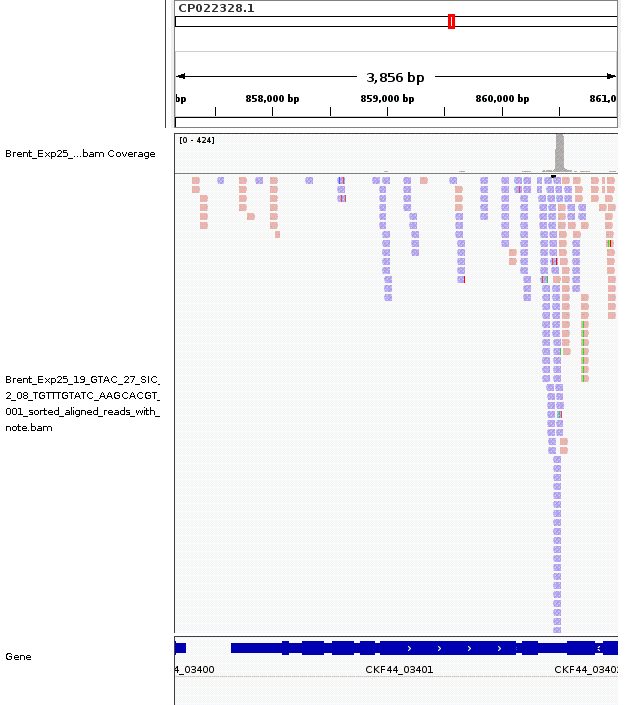 CP022328.1
3,856 bp
bp 858,000 bp 859,000 bp 860,000 bp 861,0
[0 - 424]
Brent_Exp25_...bam Coverage
Brent_Exp25_19_GTAC_27_SIC_
2_08_TGTTTGTATC_AAGCACGT_
001_sorted_aligned_reads_with_
note.bam
Gene
4_03400 CKF44_03401 CKF44_0340